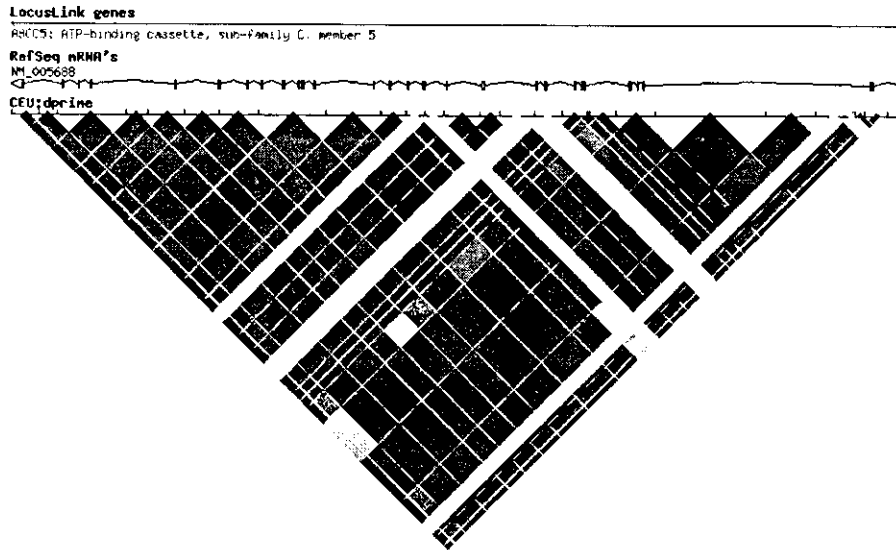 LocusLink genes
ABCC5: ATP-binding cassette, sub-family C. member 5
RefSeq mRNA's
NM_005688
CEU:dprime